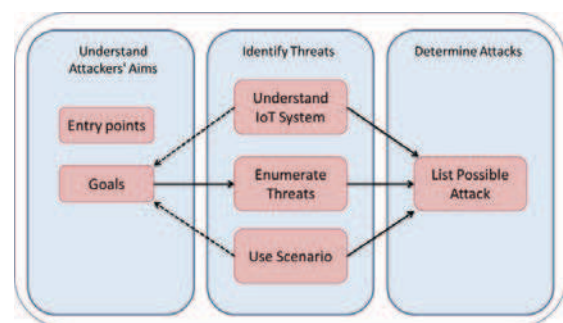 Understand
Attackers' Aims
Entry points
Goals
Identify Threats
Understand
IoT System
Enumerate
Threats
Use Scenario
Determine Attacks
List Possible
Attack